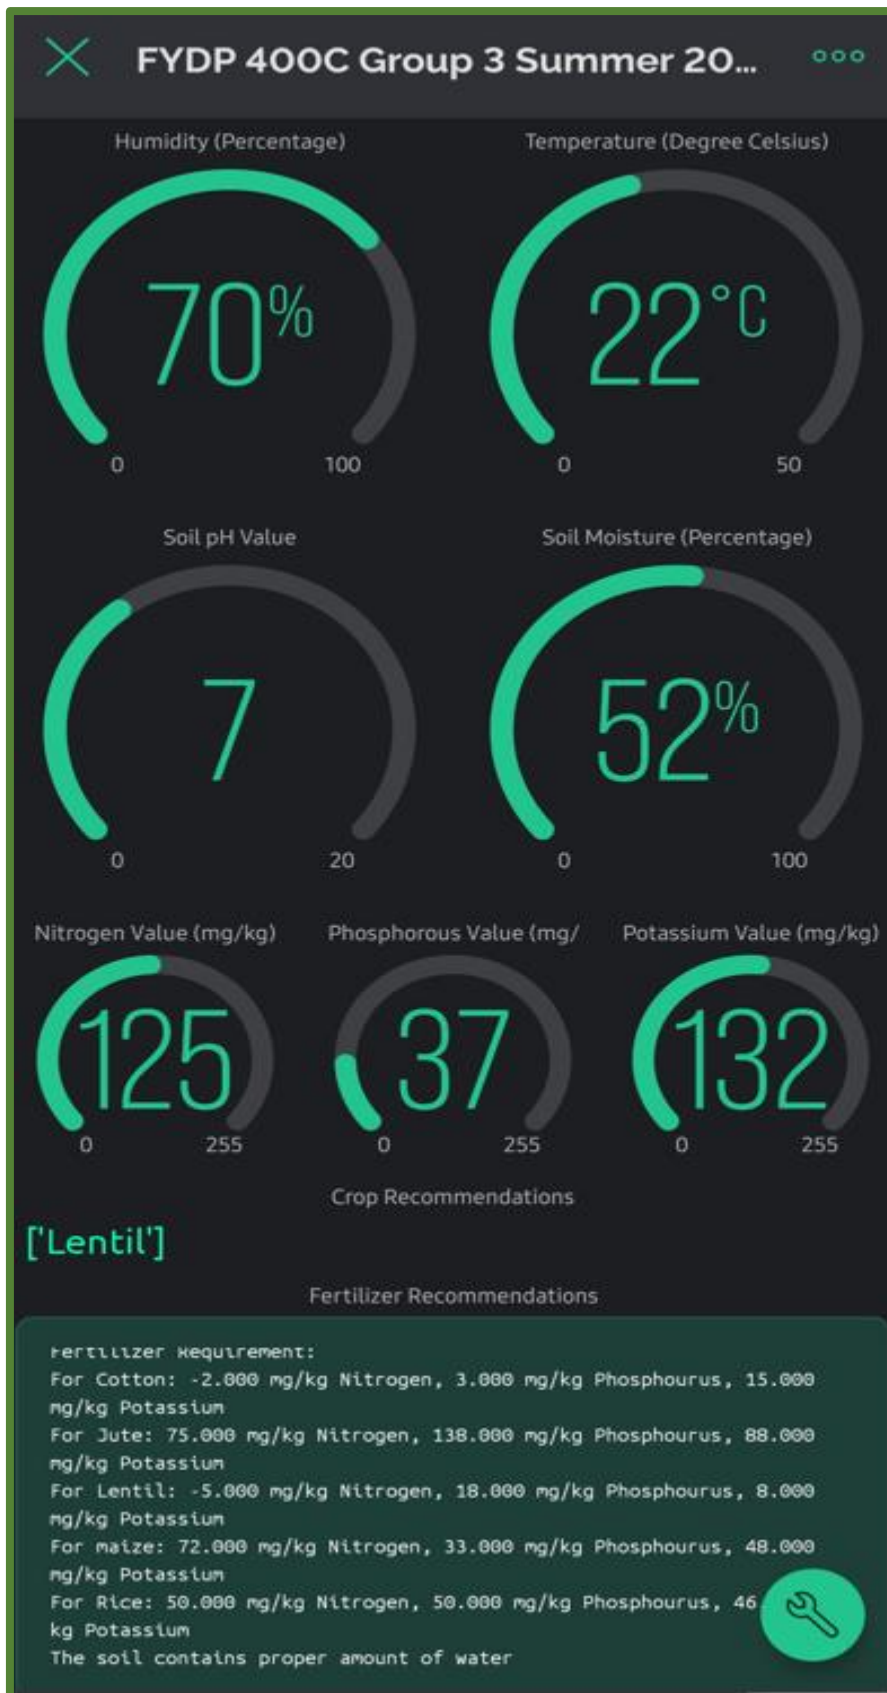 FYDP 400C Group 3 Summer 20...
Humidity (Percentage)
70%
0 100
Temperature (Degree Celsius)
22°C
0 50
Soil pH Value
7
0 20
Soil Moisture (Percentage)
52%
0 100
Nitrogen Value (mg/kg)
125
0 255
Phosphorous Value (mg/
37
0 255
Potassium Value (mg/kg)
132
0 255
Crop Recommendations
['Lentil']
Fertilizer Recommendations
Fertilizer Requirement:
For Cotton: -2.000 mg/kg Nitrogen, 3.000 mg/kg Phosphourus, 15.000
mg/kg Potassium
For Jute: 75.000 mg/kg Nitrogen, 138.000 mg/kg Phosphourus, 88.000
mg/kg Potassium
For Lentil: -5.000 mg/kg Nitrogen, 18.000 mg/kg Phosphourus, 8.000
mg/kg Potassium
For maize: 72.000 mg/kg Nitrogen, 33.000 mg/kg Phosphourus, 48.000
mg/kg Potassium
For Rice: 50.000 mg/kg Nitrogen, 50.000 mg/kg Phosphourus, 46
kg Potassium
The soil contains proper amount of water